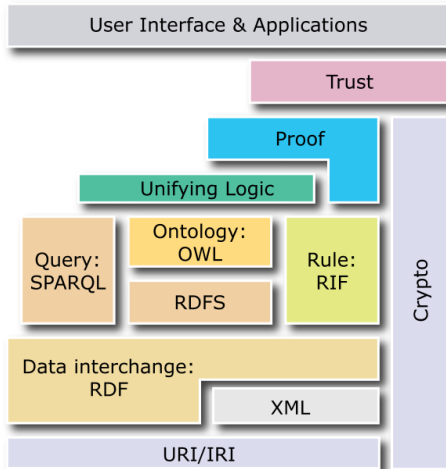 User Interface & Applications
Trust
Proof
Unifying Logic
Query:
SPARQL
Ontology:
OWL
RDFS
Rule:
RIF
Crypto
Data interchange:
RDF
XML
URI/IRI